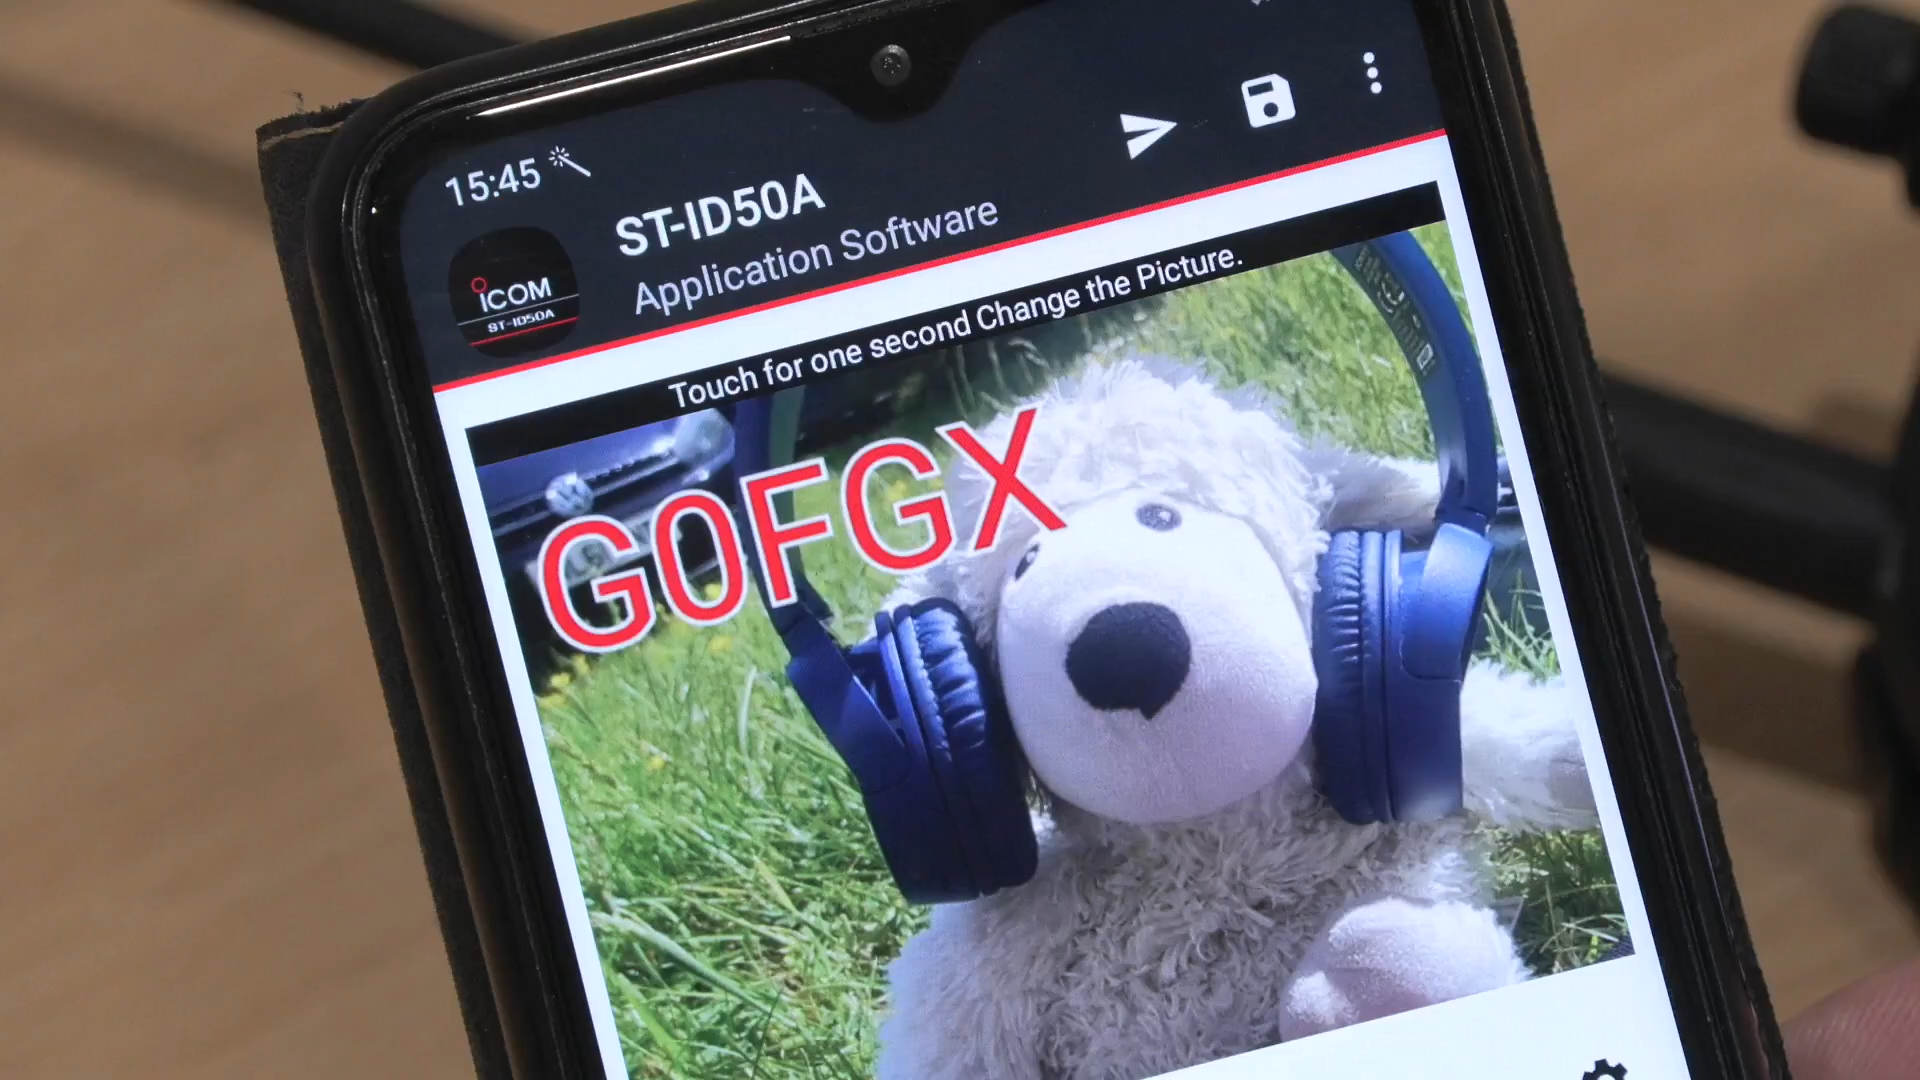 15:45
ST-ID50A
Application Software
ICOM
ST-ID50A
Touch for one second Change the Picture.
G0FGX